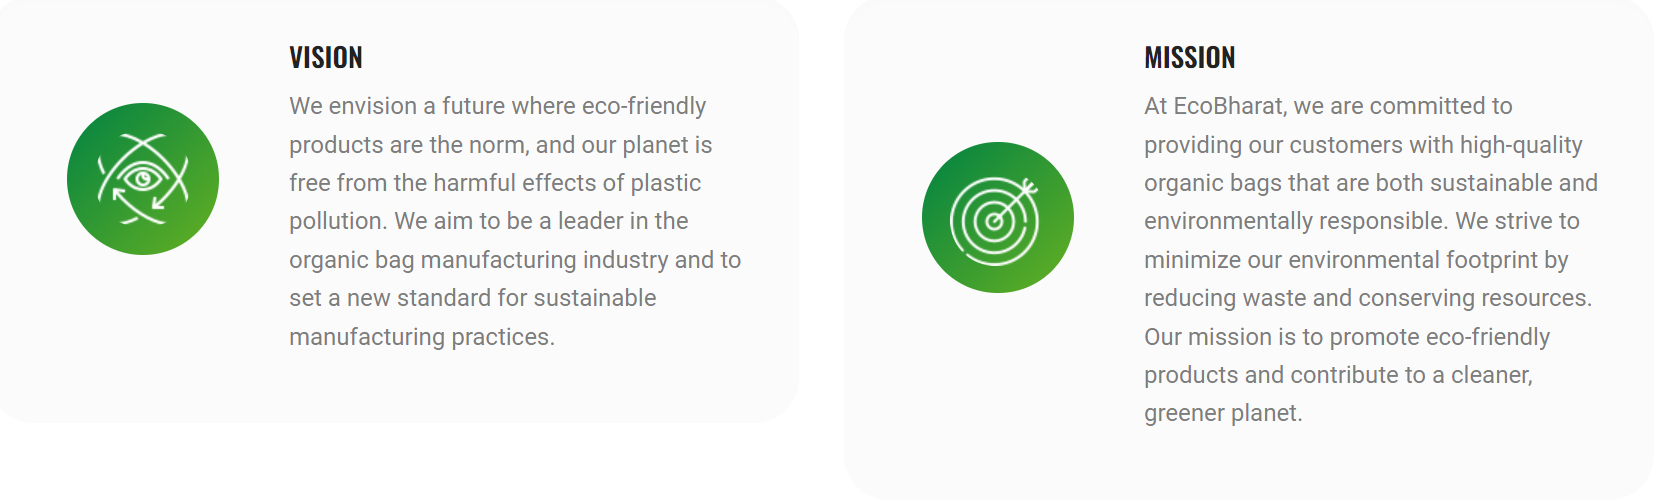 VISION
We envision a future where eco-friendly
products are the norm, and our planet is
free from the harmful effects of plastic
pollution. We aim to be a leader in the
organic bag manufacturing industry and to
set a new standard for sustainable
manufacturing practices.
MISSION
At EcoBharat, we are committed to
providing our customers with high-quality
organic bags that are both sustainable and
environmentally responsible. We strive to
minimize our environmental footprint by
reducing waste and conserving resources.
Our mission is to promote eco-friendly
products and contribute to a cleaner,
greener planet.